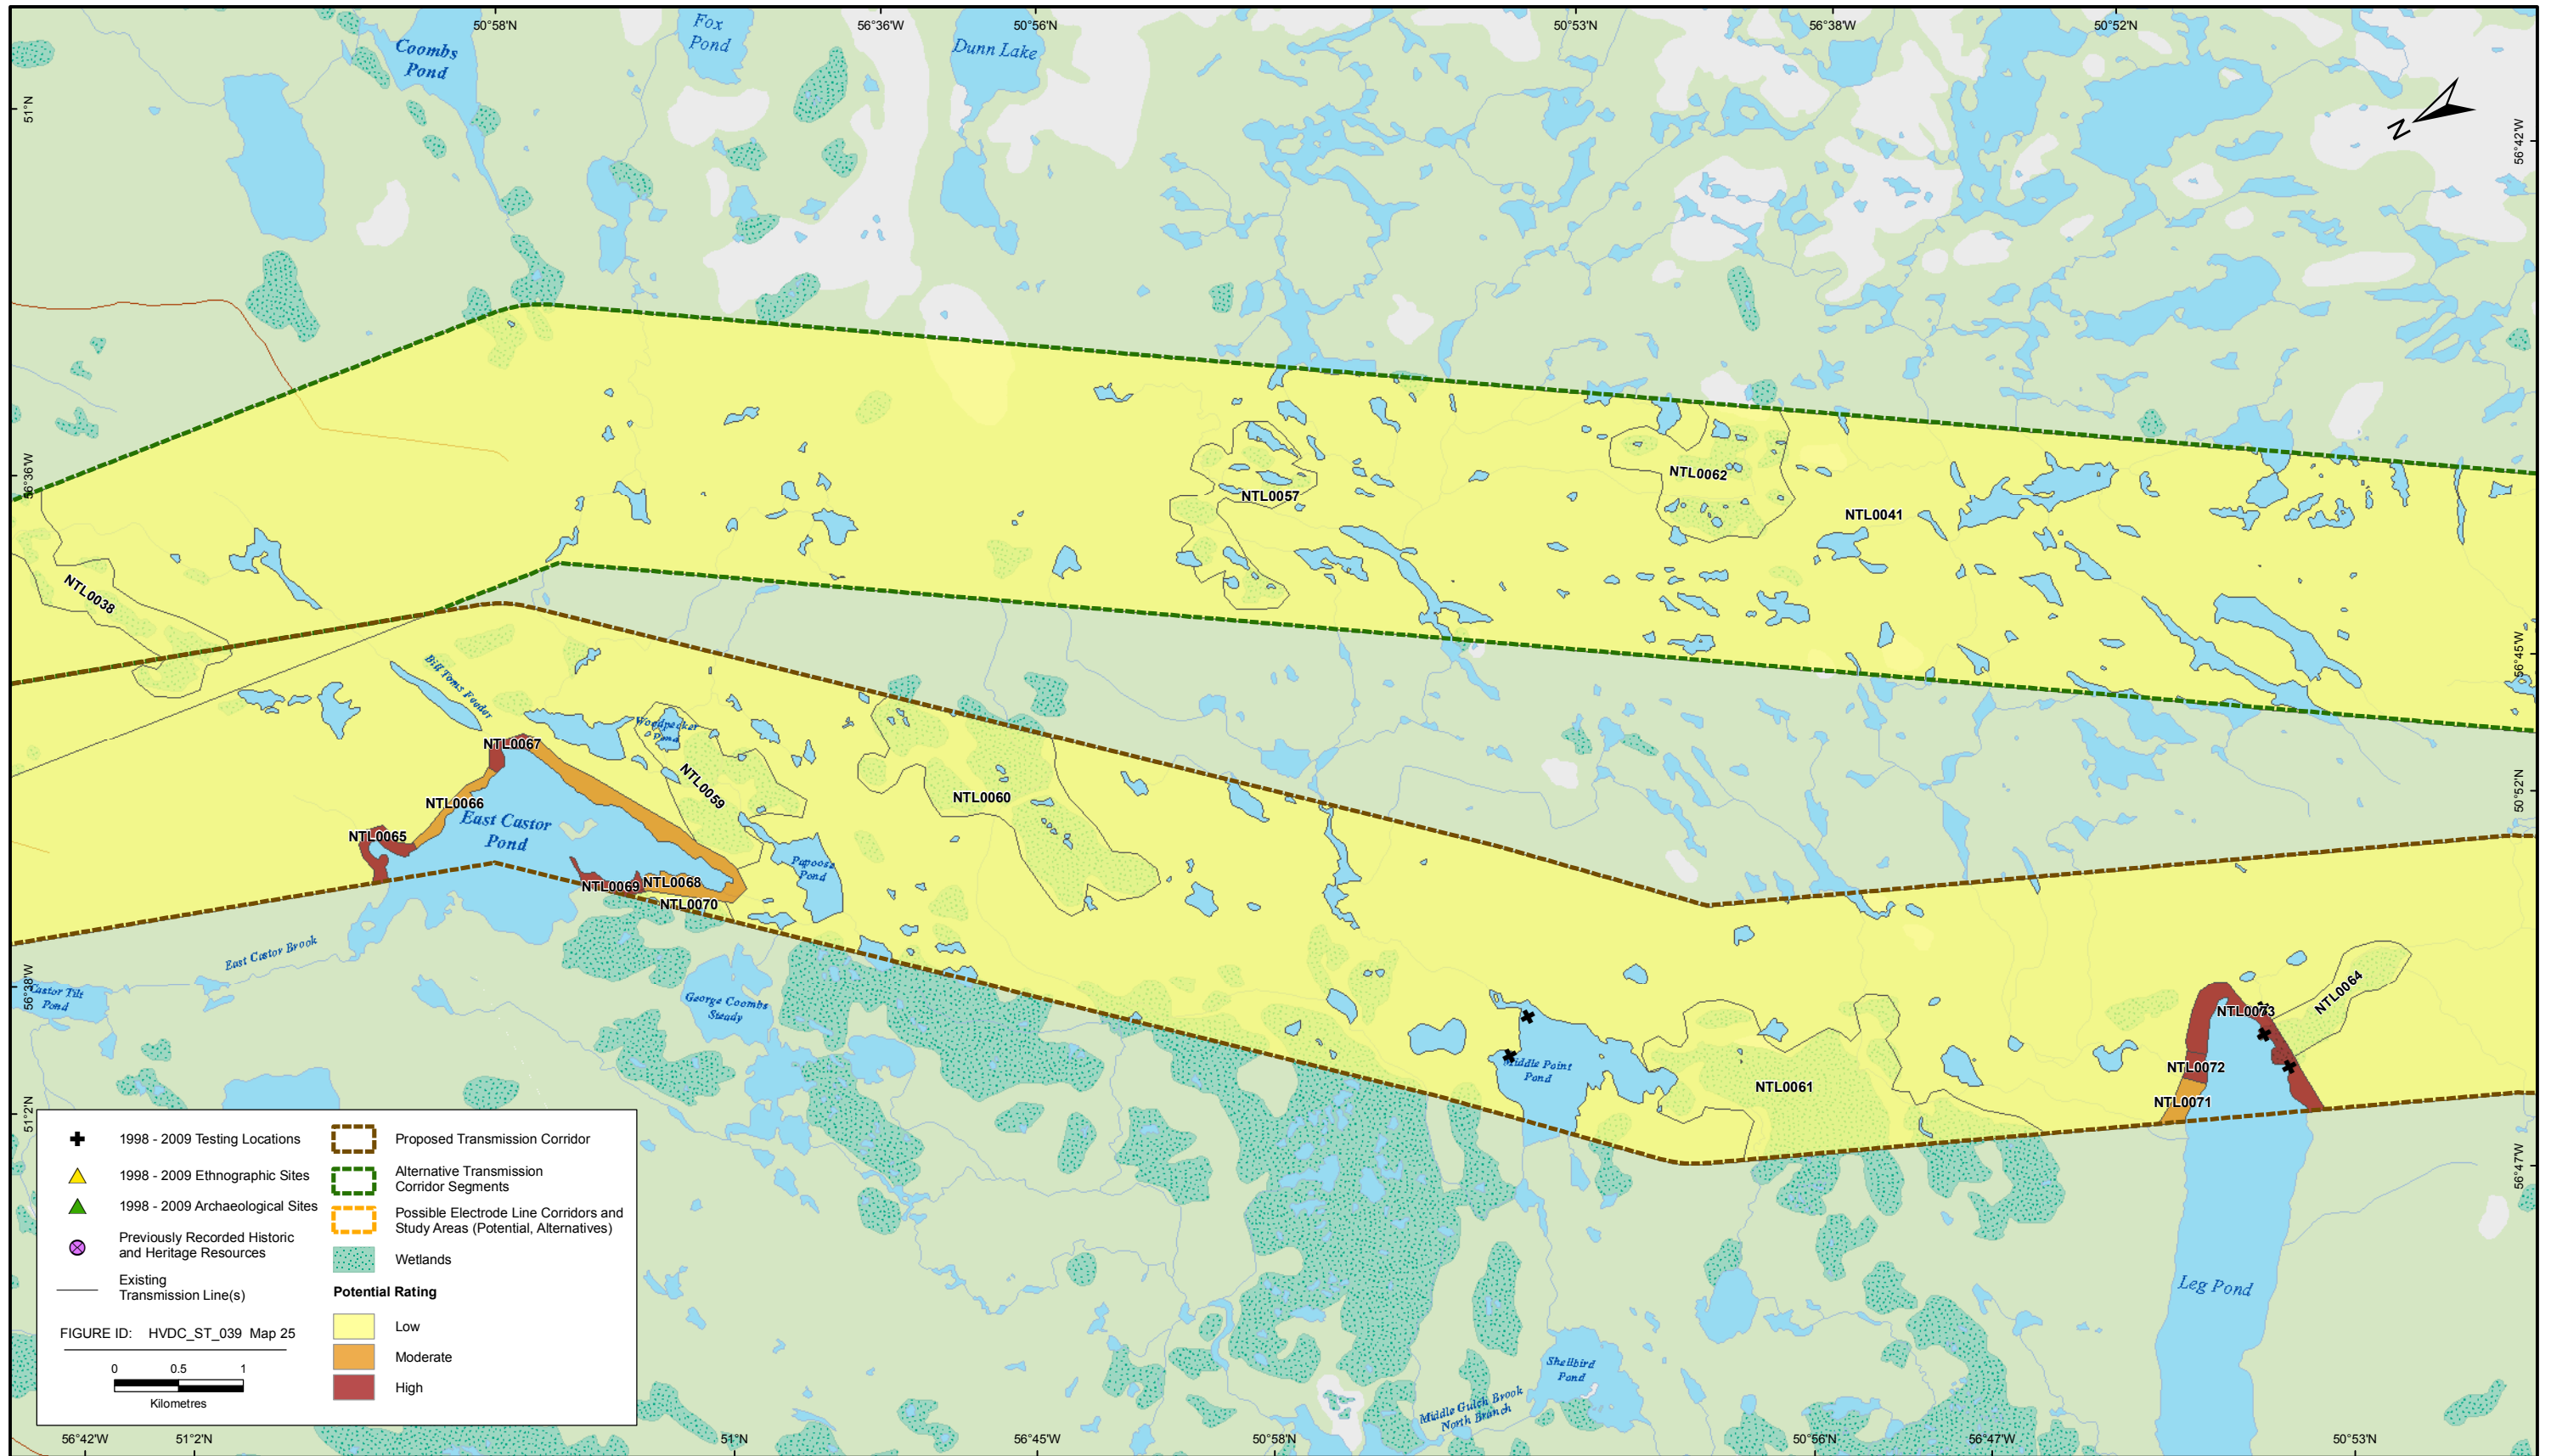 50°58'N
56°36'W
50°56'N
50°53'N
56°38'W
50°52'N
Coombs
Pond
Fox
Pond
Dunn Lake
51°N
56°42'W
N
56°36'W
NTL0057
NTL0062
NTL0041
NTL0038
56°45'W
Bill Toms Feeder
Woodpecker
Pond
NTL0067
NTL0059
NTL0060
50°52'N
NTL0066
East Castor
Pond
NTL0065
Papoose
Pond
NTL0069
NTL0068
NTL0070
East Castor Brook
56°38'W
Castor Tilt
Pond
George Coombs
Steady
NTL0064
NTL0073
Middle Point
Pond
NTL0061
NTL0072
NTL0071
51°2'N
56°47'W
1998 - 2009 Testing Locations
1998 - 2009 Ethnographic Sites
1998 - 2009 Archaeological Sites
Previously Recorded Historic
and Heritage Resources
Existing
Transmission Line(s)
FIGURE ID: HVDC_ST_039 Map 25
0 0.5 1
Kilometres
Proposed Transmission Corridor
Alternative Transmission
Corridor Segments
Possible Electrode Line Corridors and
Study Areas (Potential, Alternatives)
Wetlands
Potential Rating
Low
Moderate
High
Leg Pond
Shellbird
Pond
Middle Gulch Brook
North Branch
56°42'W
51°2'N
51°N
56°45'W
50°58'N
50°56'N
56°47'W
50°53'N